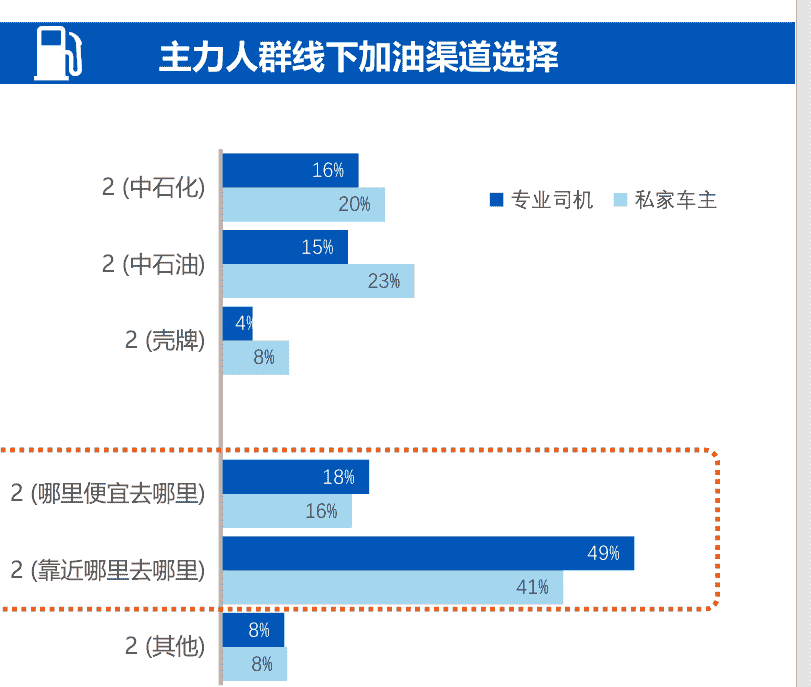 主力人群线下加油渠道选择
专业司机 私家车主
2 (中石化) 16%
20%
2 (中石油) 15%
23%
2 (壳牌) 4%
8%
2 (哪里便宜去哪里) 18%
16%
2 (靠近哪里去哪里) 49%
41%
2 (其他) 8%
8%